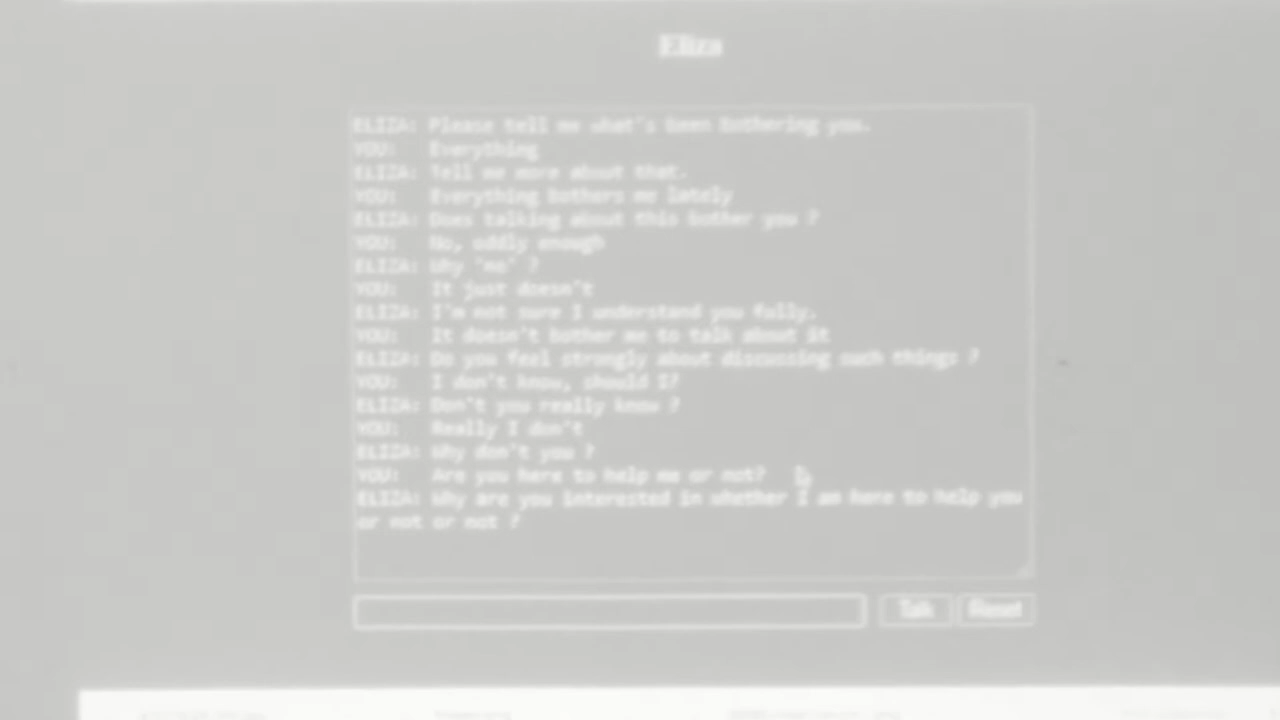 Eliza
ELIZA: Please tell me what's been bothering you.
YOU: Everything
ELIZA: Tell me more about that.
YOU: Everything bothers me lately
ELIZA: Does talking about this bother you ?
YOU: No, oddly enough
ELIZA: Why "no" ?
YOU: It just doesn't
ELIZA: I'm not sure I understand you fully.
YOU: It doesn't bother me to talk about it
ELIZA: Do you feel strongly about discussing such things ?
YOU: I don't know, should I?
ELIZA: Don't you really know ?
YOU: Really I don't
ELIZA: Why don't you ?
YOU: Are you here to help me or not?
ELIZA: Why are you interested in whether I am here to help you
or not or not ?
Talk Reset